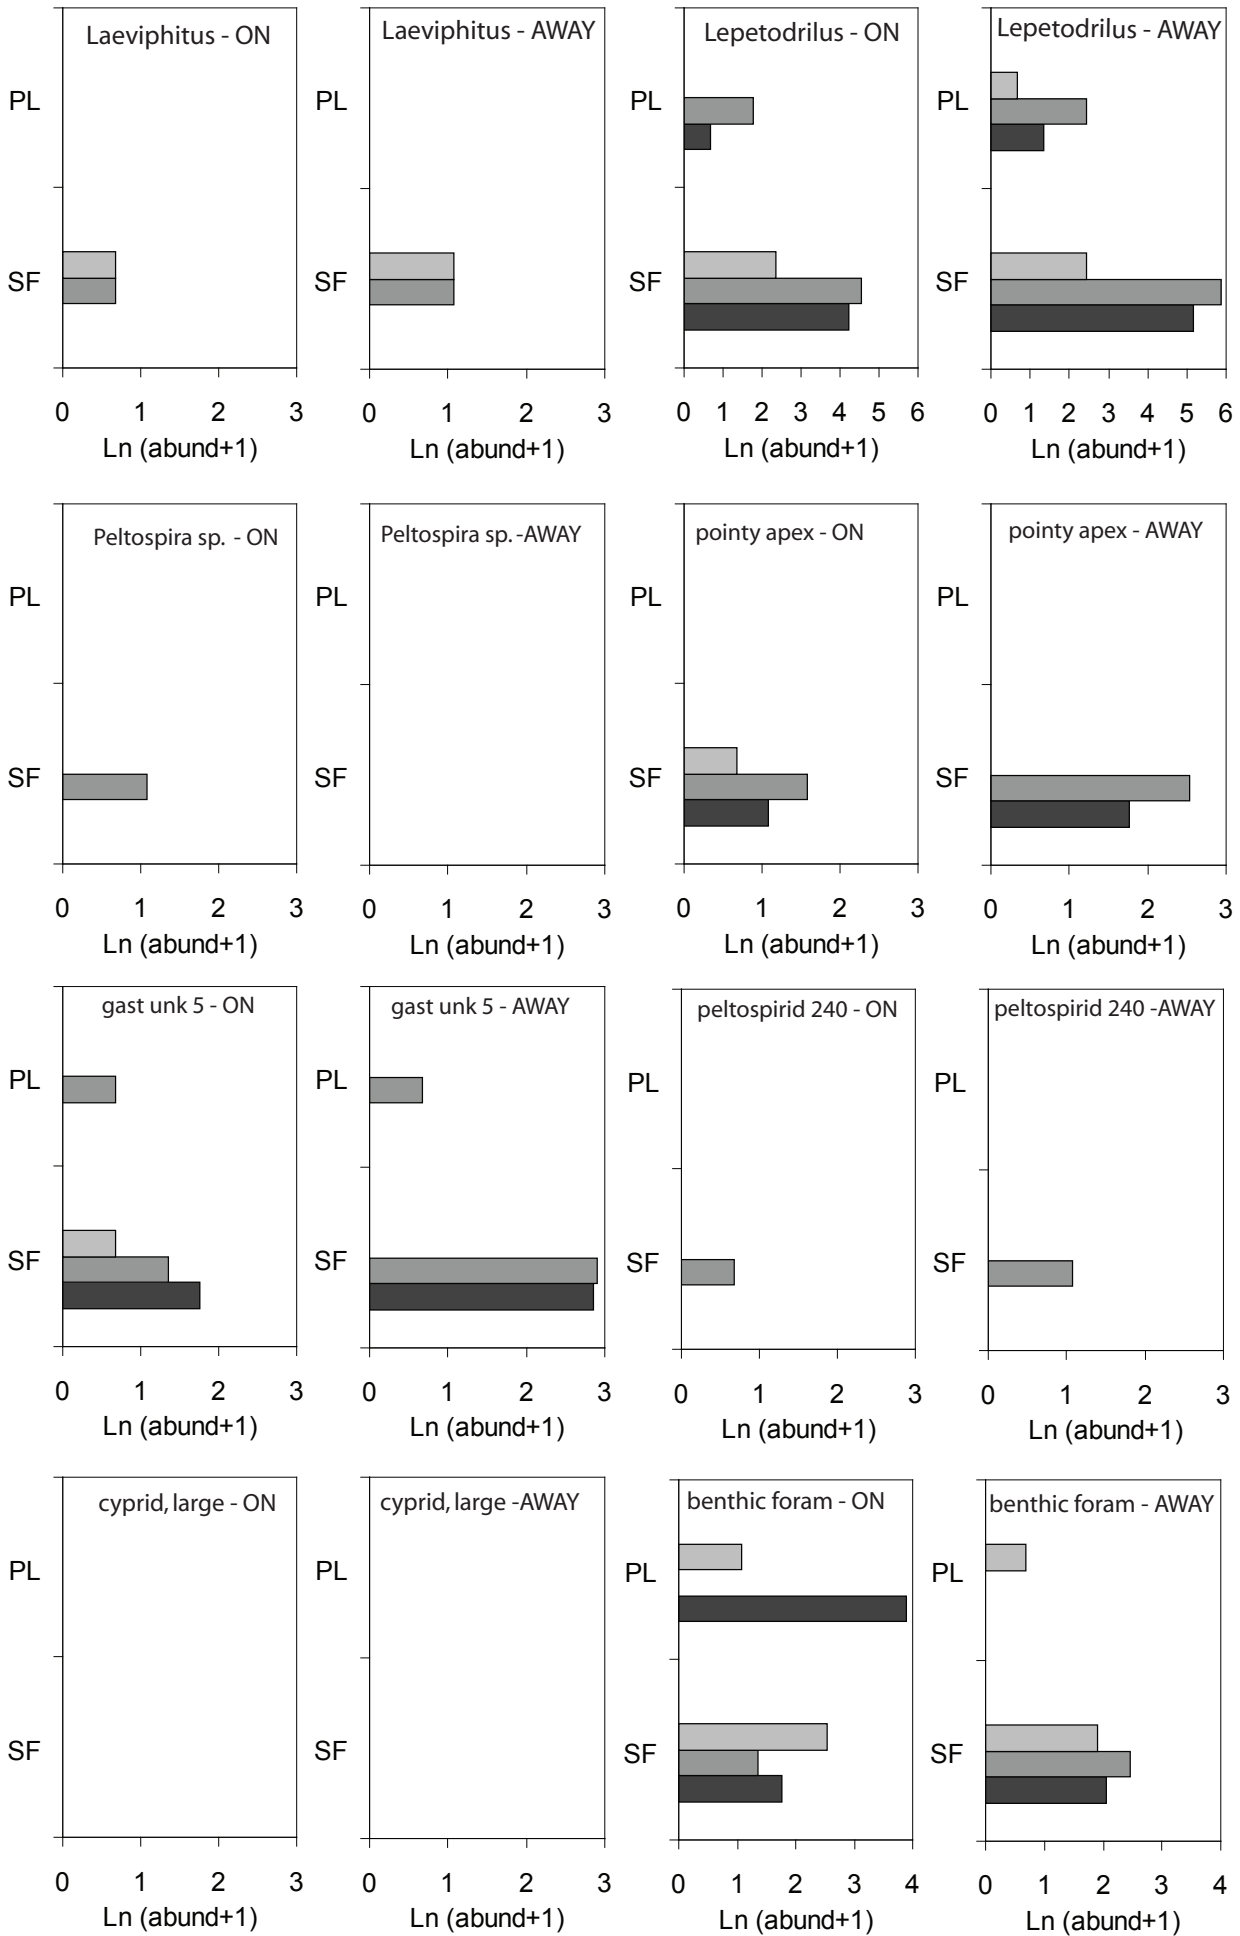 Laeviphitus - ON
PL
SF
0 1 2 3
Ln (abund+1)
Laeviphitus - AWAY
PL
SF
0 1 2 3
Ln (abund+1)
Lepetodrilus - ON
PL
SF
0 1 2 3 4 5 6
Ln (abund+1)
Lepetodrilus - AWAY
PL
SF
0 1 2 3 4 5 6
Ln (abund+1)
Peltospira sp. - ON
PL
SF
0 1 2 3
Ln (abund+1)
Peltospira sp. -AWAY
PL
SF
0 1 2 3
Ln (abund+1)
pointy apex - ON
PL
SF
0 1 2 3
Ln (abund+1)
pointy apex - AWAY
PL
SF
0 1 2 3
Ln (abund+1)
gast unk 5 - ON
PL
SF
0 1 2 3
Ln (abund+1)
gast unk 5 - AWAY
PL
SF
0 1 2 3
Ln (abund+1)
peltospirid 240 - ON
PL
SF
0 1 2 3
Ln (abund+1)
peltospirid 240 -AWAY
PL
SF
0 1 2 3
Ln (abund+1)
cyprid, large - ON
PL
SF
0 1 2 3
Ln (abund+1)
cyprid, large -AWAY
PL
SF
0 1 2 3
Ln (abund+1)
benthic foram - ON
PL
SF
0 1 2 3 4
Ln (abund+1)
benthic foram - AWAY
PL
SF
0 1 2 3 4
Ln (abund+1)